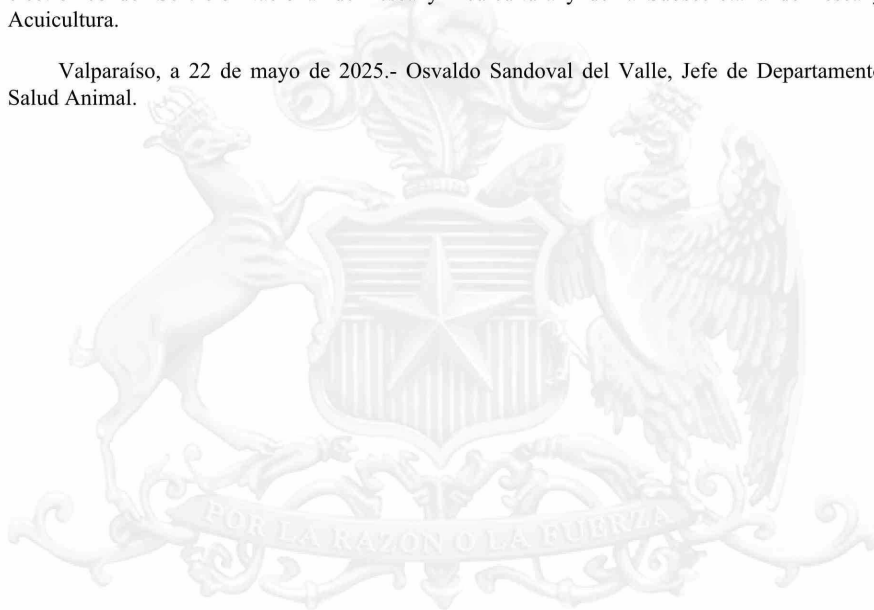 Acuicultura.
Valparaíso, a 22 de mayo de 2025.- Osvaldo Sandoval del Valle, Jefe de Departamento
Salud Animal.
POR LA RAZON O LA FUERZA